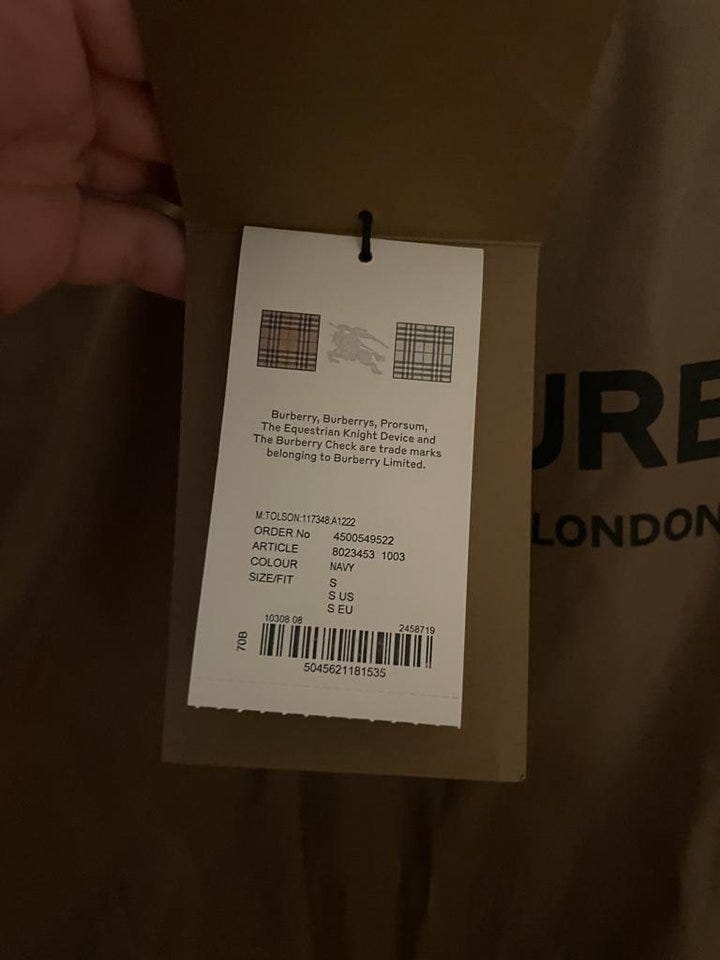 Burberry, Burberrys, Prorsum,
The Equestrian Knight Device and
The Burberry Check are trade marks
belonging to Burberry Limited.
M:TOLSON:117348:A1222
ORDER No 4500549522
ARTICLE 8023453 1003
COLOUR NAVY
SIZE/FIT S
S US
S EU
10308 08 2458719
70B
5045621181535
URB
LONDON